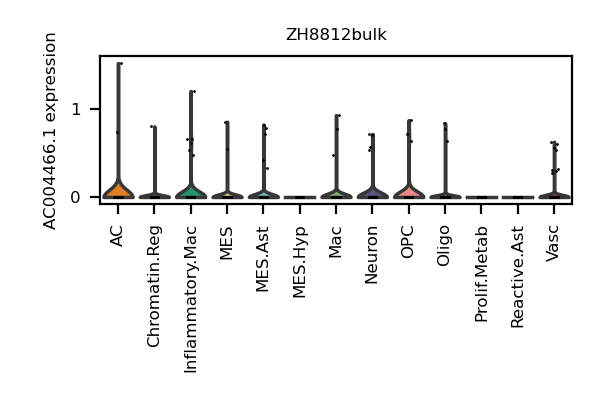 ZH8812bulk
AC004466.1 expression
1
0
AC
Chromatin.Reg
Inflammatory.Mac
MES
MES.Ast
MES.Hyp
Mac
Neuron
OPC
Oligo
Prolif.Metab
Reactive.Ast
Vasc